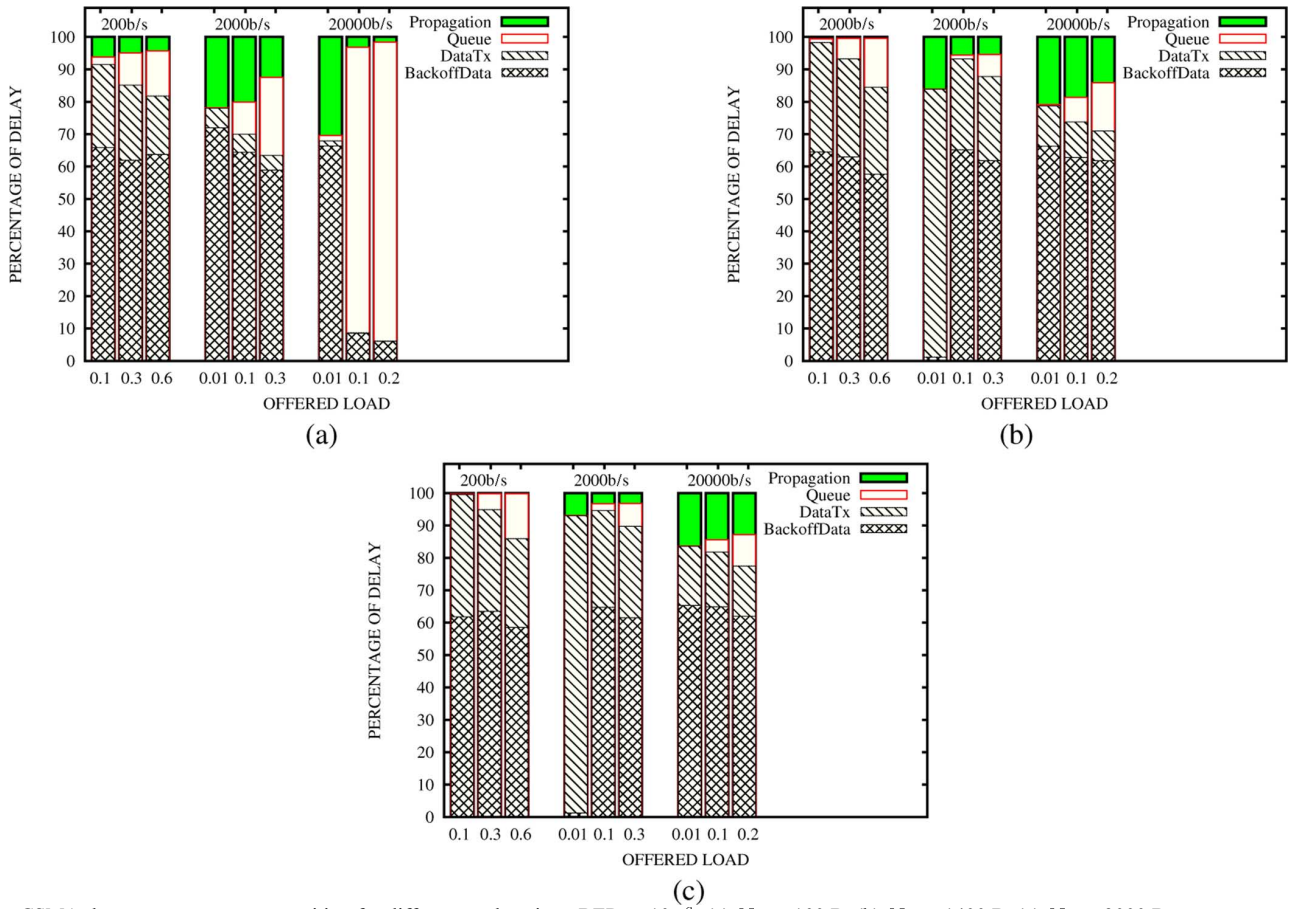 200b/s 2000b/s 20000b/s
Propagation
Queue
DataTx
BackoffData
PERCENTAGE OF DELAY
100
90
80
70
60
50
40
30
20
10
0
0.1 0.3 0.6 0.01 0.1 0.3 0.01 0.1 0.2
OFFERED LOAD
(a)
200b/s 2000b/s 20000b/s
Propagation
Queue
DataTx
BackoffData
PERCENTAGE OF DELAY
100
90
80
70
60
50
40
30
20
10
0
0.1 0.3 0.6 0.01 0.1 0.3 0.01 0.1 0.2
OFFERED LOAD
(b)
200b/s 2000b/s 20000b/s
Propagation
Queue
DataTx
BackoffData
PERCENTAGE OF DELAY
100
90
80
70
60
50
40
30
20
10
0
0.1 0.3 0.6 0.01 0.1 0.3 0.01 0.1 0.2
OFFERED LOAD
(c)